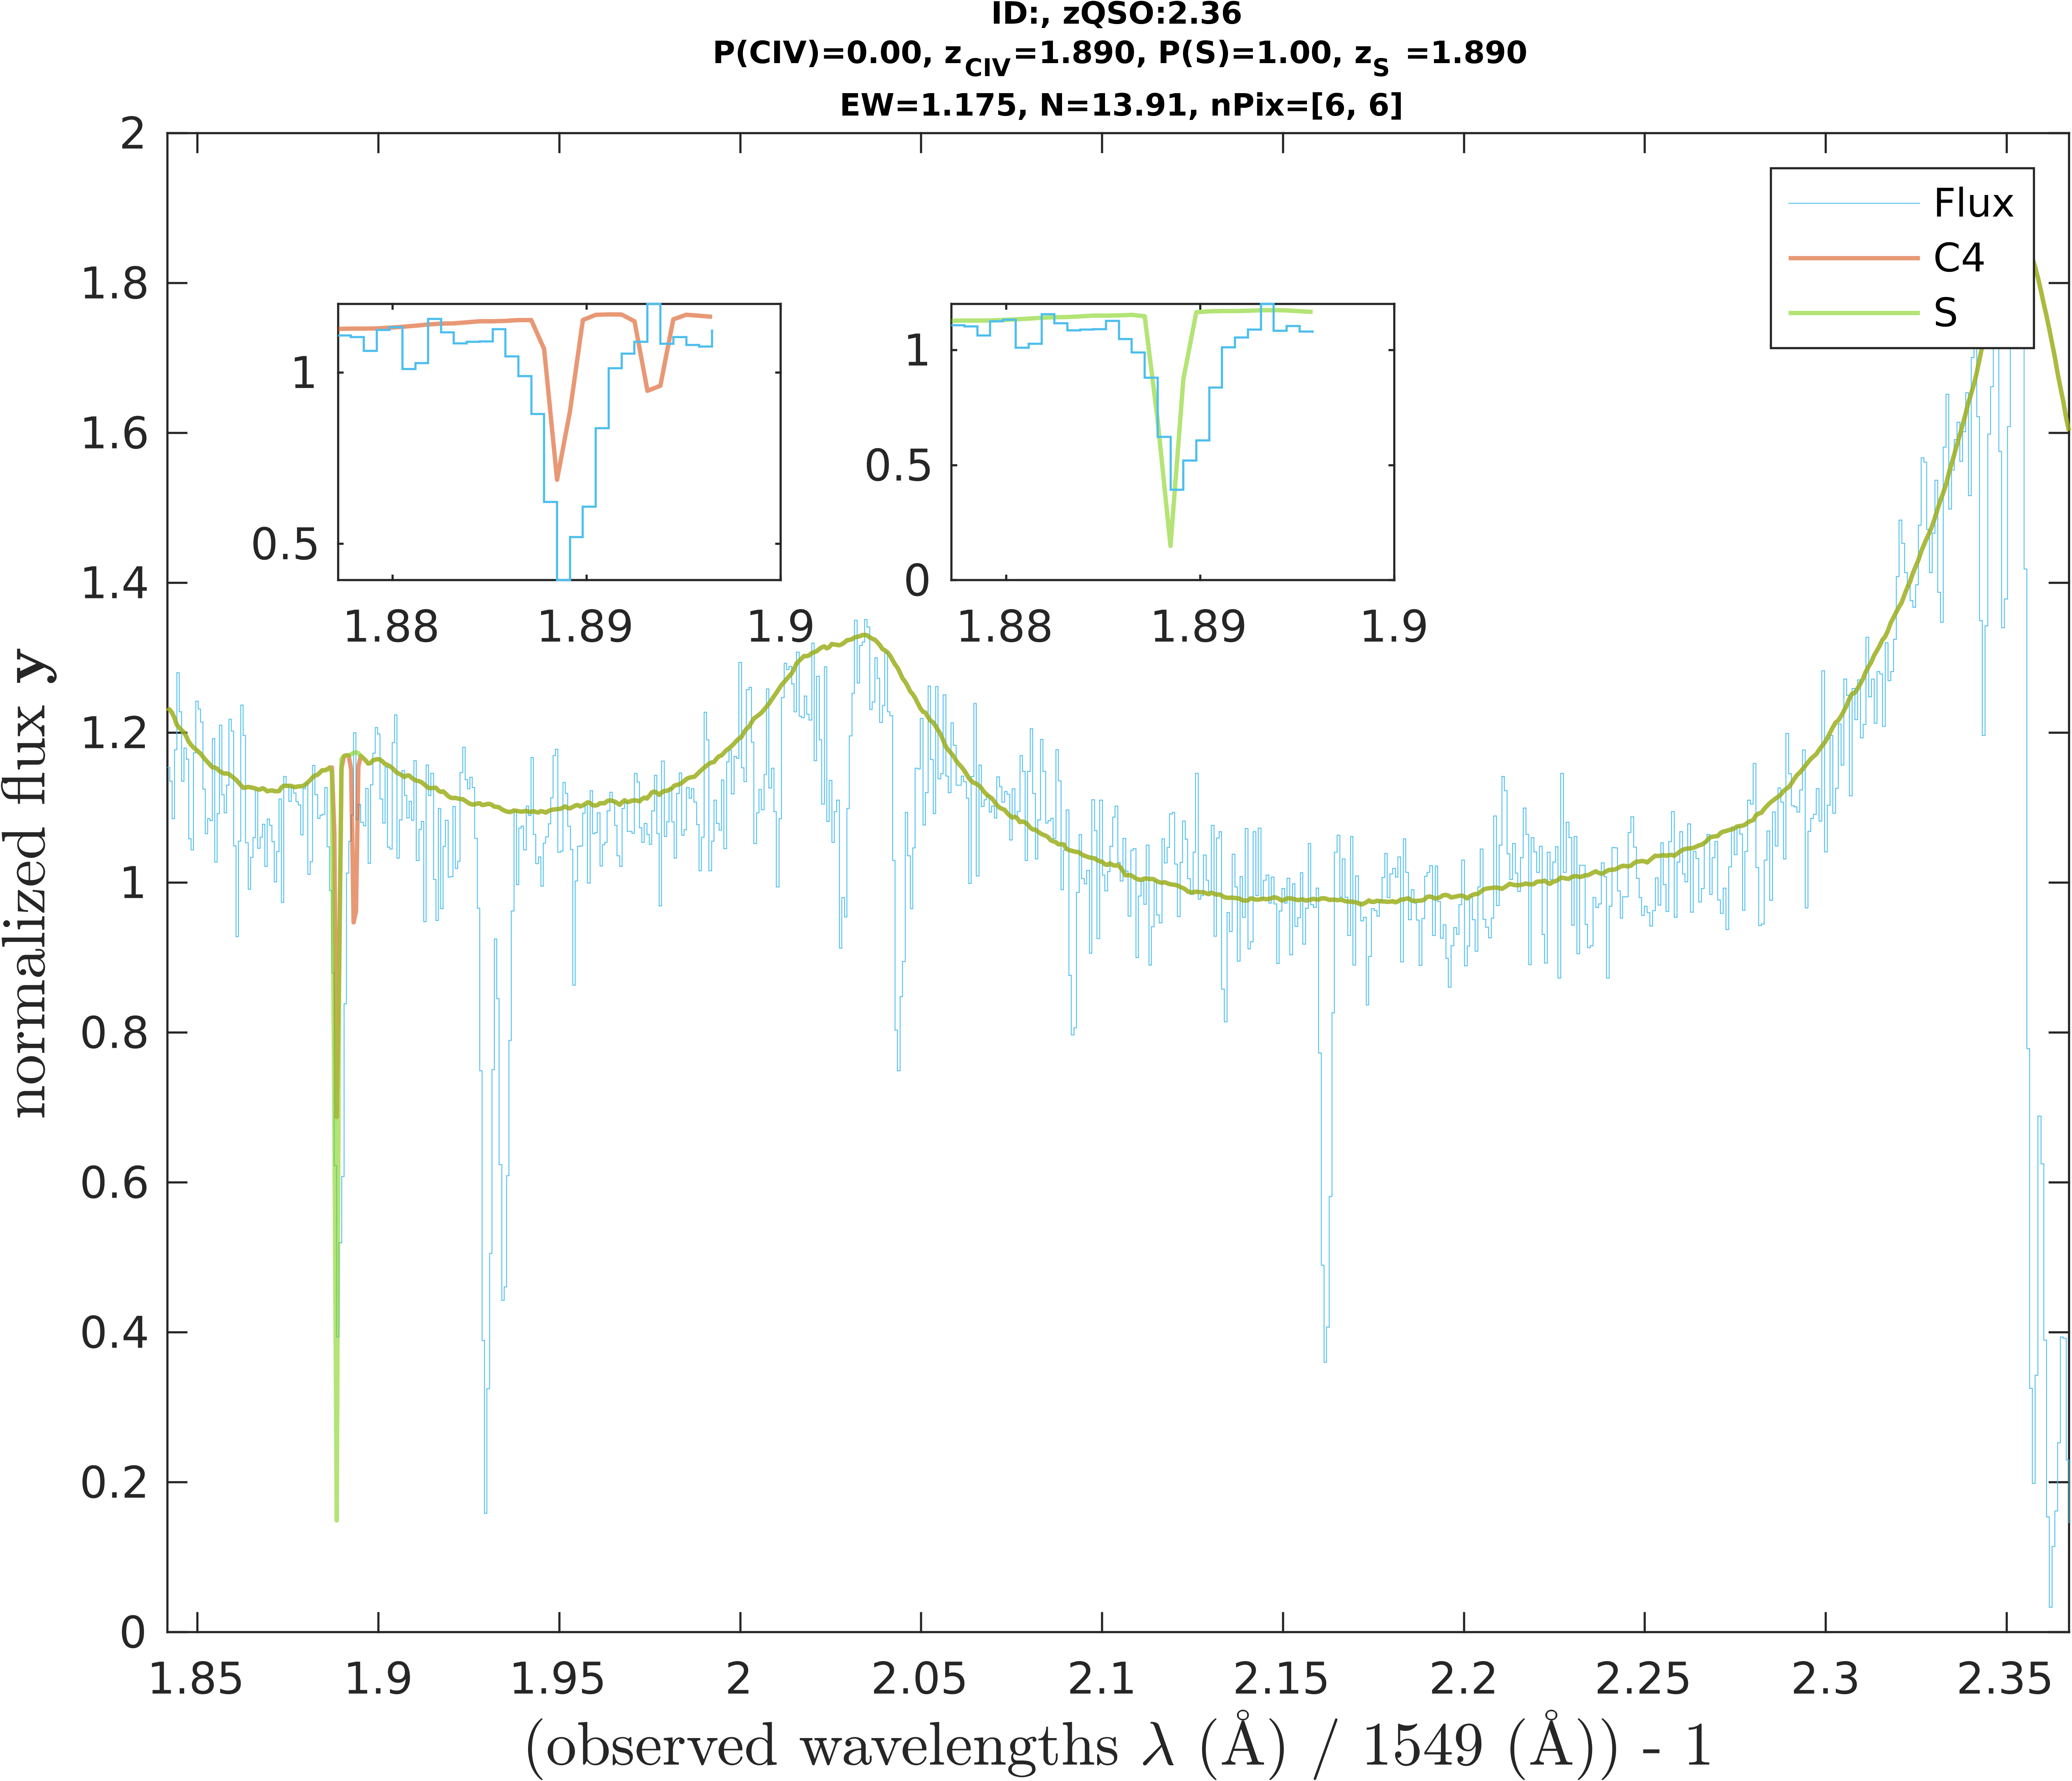 ID:, zQSO:2.36
P(CIV)=0.00, z_CIV=1.890, P(S)=1.00, z_S =1.890
EW=1.175, N=13.91, nPix=[6, 6]
2
1.8
1.6
1.4
1.2
1
0.8
0.6
0.4
0.2
0
normalized flux y
Flux
C4
S
1
0.5
1.88 1.89 1.9
1
0.5
0
1.88 1.89 1.9
1.85 1.9 1.95 2 2.05 2.1 2.15 2.2 2.25 2.3 2.35
(observed wavelengths λ (Å) / 1549 (Å)) - 1